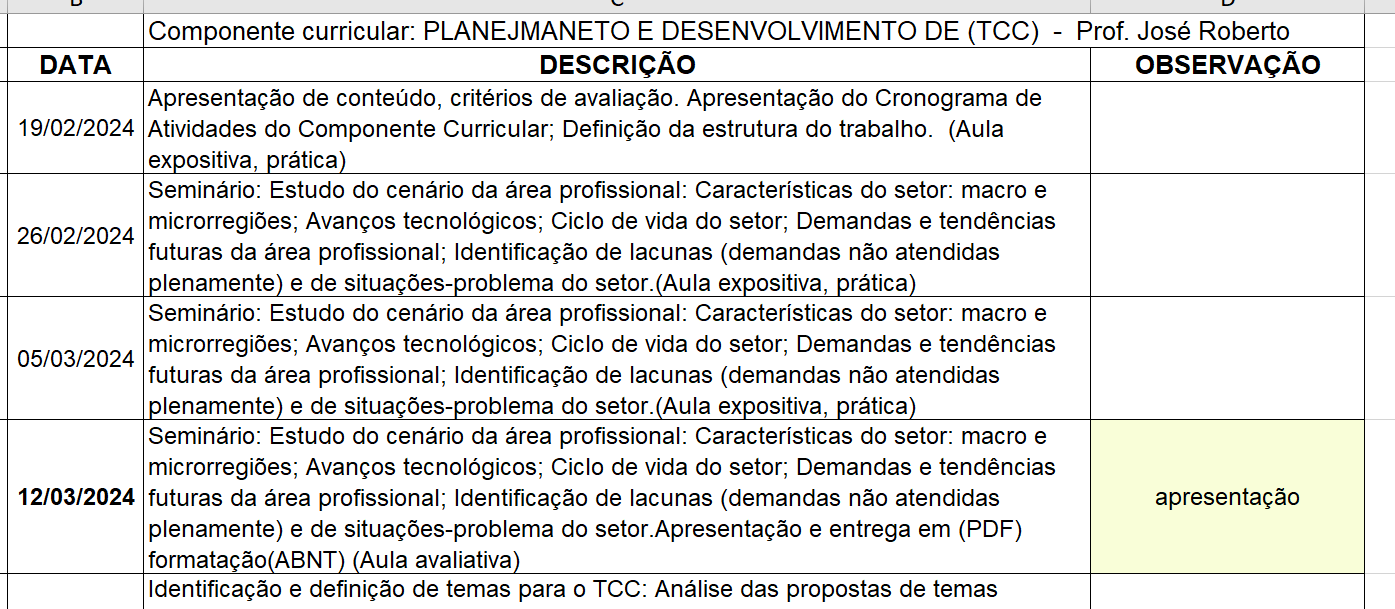 Componente curricular: PLANEJMANETO E DESENVOLVIMENTO DE (TCC) - Prof. José Roberto
DATA DESCRIÇÃO OBSERVAÇÃO
19/02/2024
Apresentação de conteúdo, critérios de avaliação. Apresentação do Cronograma de
Atividades do Componente Curricular; Definição da estrutura do trabalho. (Aula
expositiva, prática)
26/02/2024
Seminário: Estudo do cenário da área profissional: Características do setor: macro e
microrregiões; Avanços tecnológicos; Ciclo de vida do setor; Demandas e tendências
futuras da área profissional; Identificação de lacunas (demandas não atendidas
plenamente) e de situações-problema do setor.(Aula expositiva, prática)
05/03/2024
Seminário: Estudo do cenário da área profissional: Características do setor: macro e
microrregiões; Avanços tecnológicos; Ciclo de vida do setor; Demandas e tendências
futuras da área profissional; Identificação de lacunas (demandas não atendidas
plenamente) e de situações-problema do setor.(Aula expositiva, prática)
12/03/2024
Seminário: Estudo do cenário da área profissional: Características do setor: macro e
microrregiões; Avanços tecnológicos; Ciclo de vida do setor; Demandas e tendências
futuras da área profissional; Identificação de lacunas (demandas não atendidas
plenamente) e de situações-problema do setor.Apresentação e entrega em (PDF)
formatação(ABNT) (Aula avaliativa)
apresentação
Identificação e definição de temas para o TCC: Análise das propostas de temas